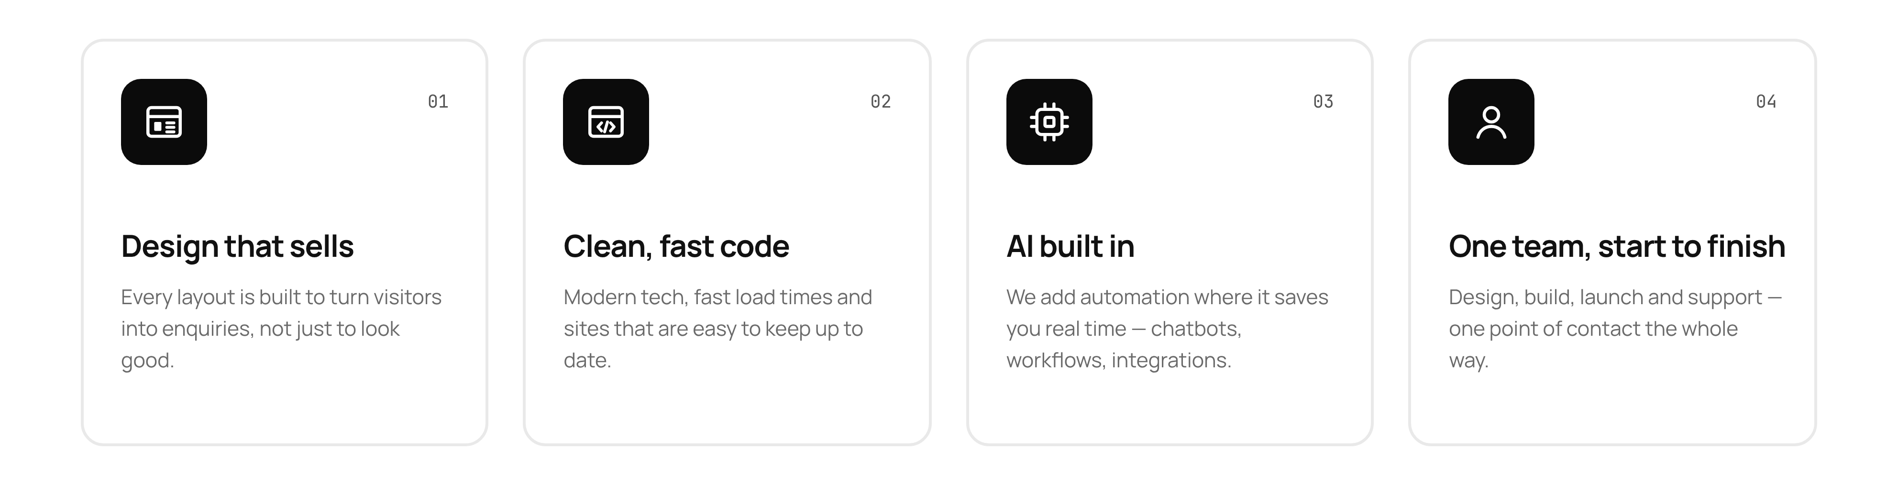 01
Design that sells
Every layout is built to turn visitors
into enquiries, not just to look
good.
02
Clean, fast code
Modern tech, fast load times and
sites that are easy to keep up to
date.
03
AI built in
We add automation where it saves
you real time — chatbots,
workflows, integrations.
04
One team, start to finish
Design, build, launch and support —
one point of contact the whole
way.